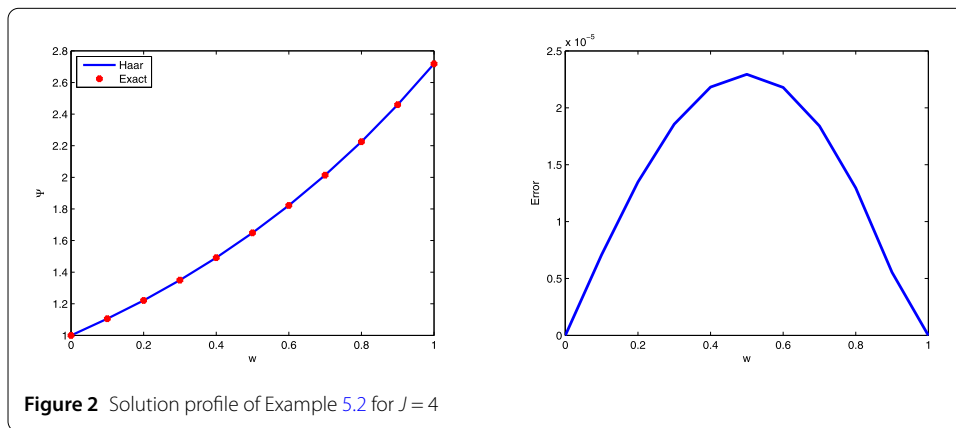 2.8
2.6
2.4
2.2
2
1.8
1.6
1.4
1.2
1
Ψ
Haar
Exact
0 0.2 0.4 0.6 0.8 1
w
x 10⁻⁵
2.5
2
1.5
1
0.5
0
Error
0 0.2 0.4 0.6 0.8 1
w
Figure 2 Solution profile of Example 5.2 for J = 4